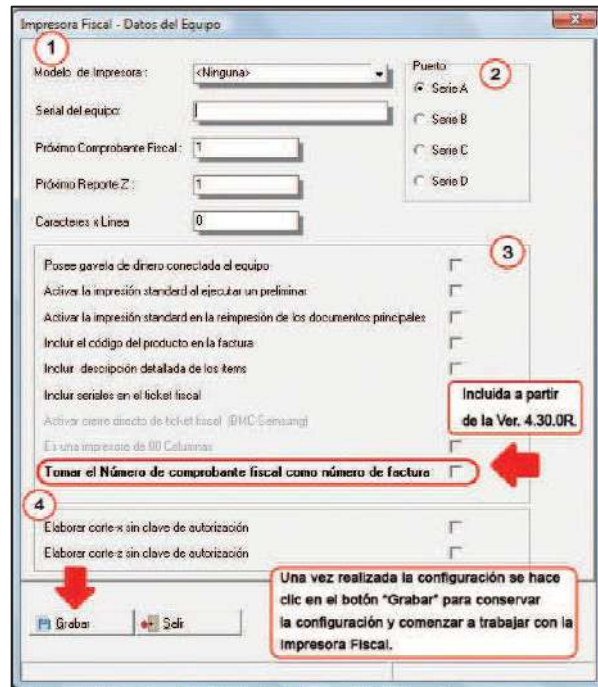 Impresora Fiscal - Datos del Equipo
1
Modelo de Impresora :
<Ninguna>
Puerto
2
Serie A
Serial del equipo:
Serie B
Próximo Comprobante Fiscal :
1
Serie C
Próximo Reporte Z :
1
Serie D
Caracteres x Linea
0
3
Posee gaveta de dinero conectada al equipo
Activar la impresión standard al ejecutar un preliminar
Activar la impresión standard en la reimpresión de los documentos principales
Incluir el código del producto en la factura
Incluir descripción detallada de los items
Incluir seriales en el ticket fiscal
Incluida a partir
de la Ver. 4.30.0R.
Activar cierre directo de ticket fiscal (BMC-Samsung)
Es una impresora de 80 Columnas
Tomar el Número de comprobante fiscal como número de factura
4
Elaborar corte-x sin clave de autorización
Elaborar corte-z sin clave de autorización
Una vez realizada la configuración se hace
clic en el botón "Grabar" para conservar
la configuración y comenzar a trabajar con la
Impresora Fiscal.
Grabar
Salir